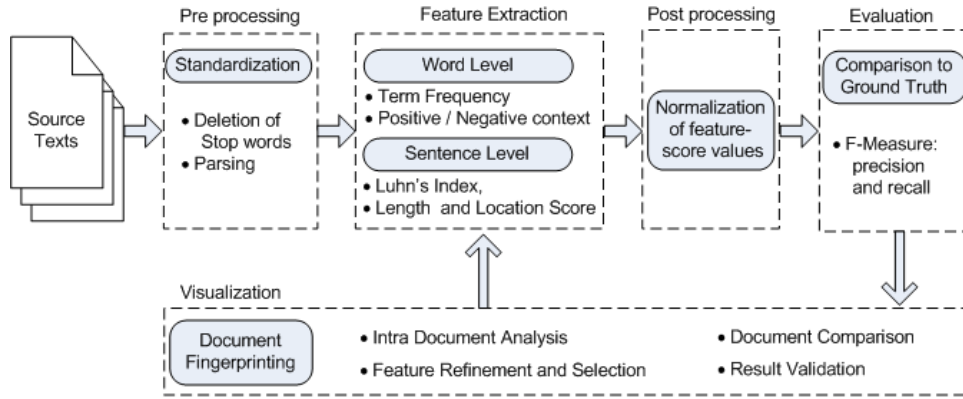 Pre processing
Feature Extraction
Post processing
Evaluation
Source
Texts
Standardization
• Deletion of
Stop words
• Parsing
Word Level
• Term Frequency
• Positive / Negative context
Sentence Level
• Luhn's Index,
• Length and Location Score
Normalization
of feature-
score values
Comparison to
Ground Truth
• F-Measure:
precision
and recall
Visualization
Document
Fingerprinting
• Intra Document Analysis
• Feature Refinement and Selection
• Document Comparison
• Result Validation